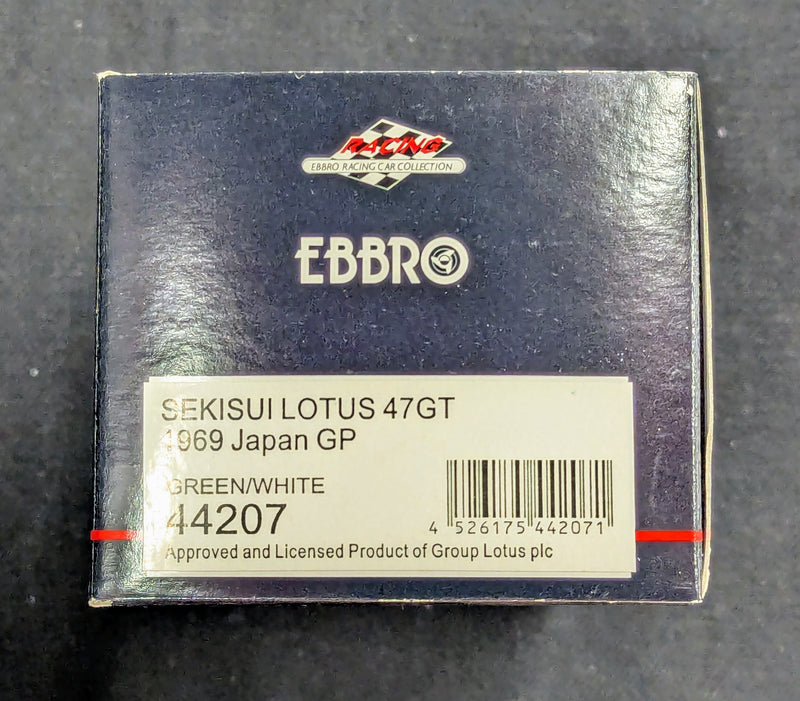 RACING
EBBRO RACING CAR COLLECTION
EBBRO
SEKISUI LOTUS 47GT
1969 Japan GP
GREEN/WHITE
44207
4 526175 442071
Approved and Licensed Product of Group Lotus plc